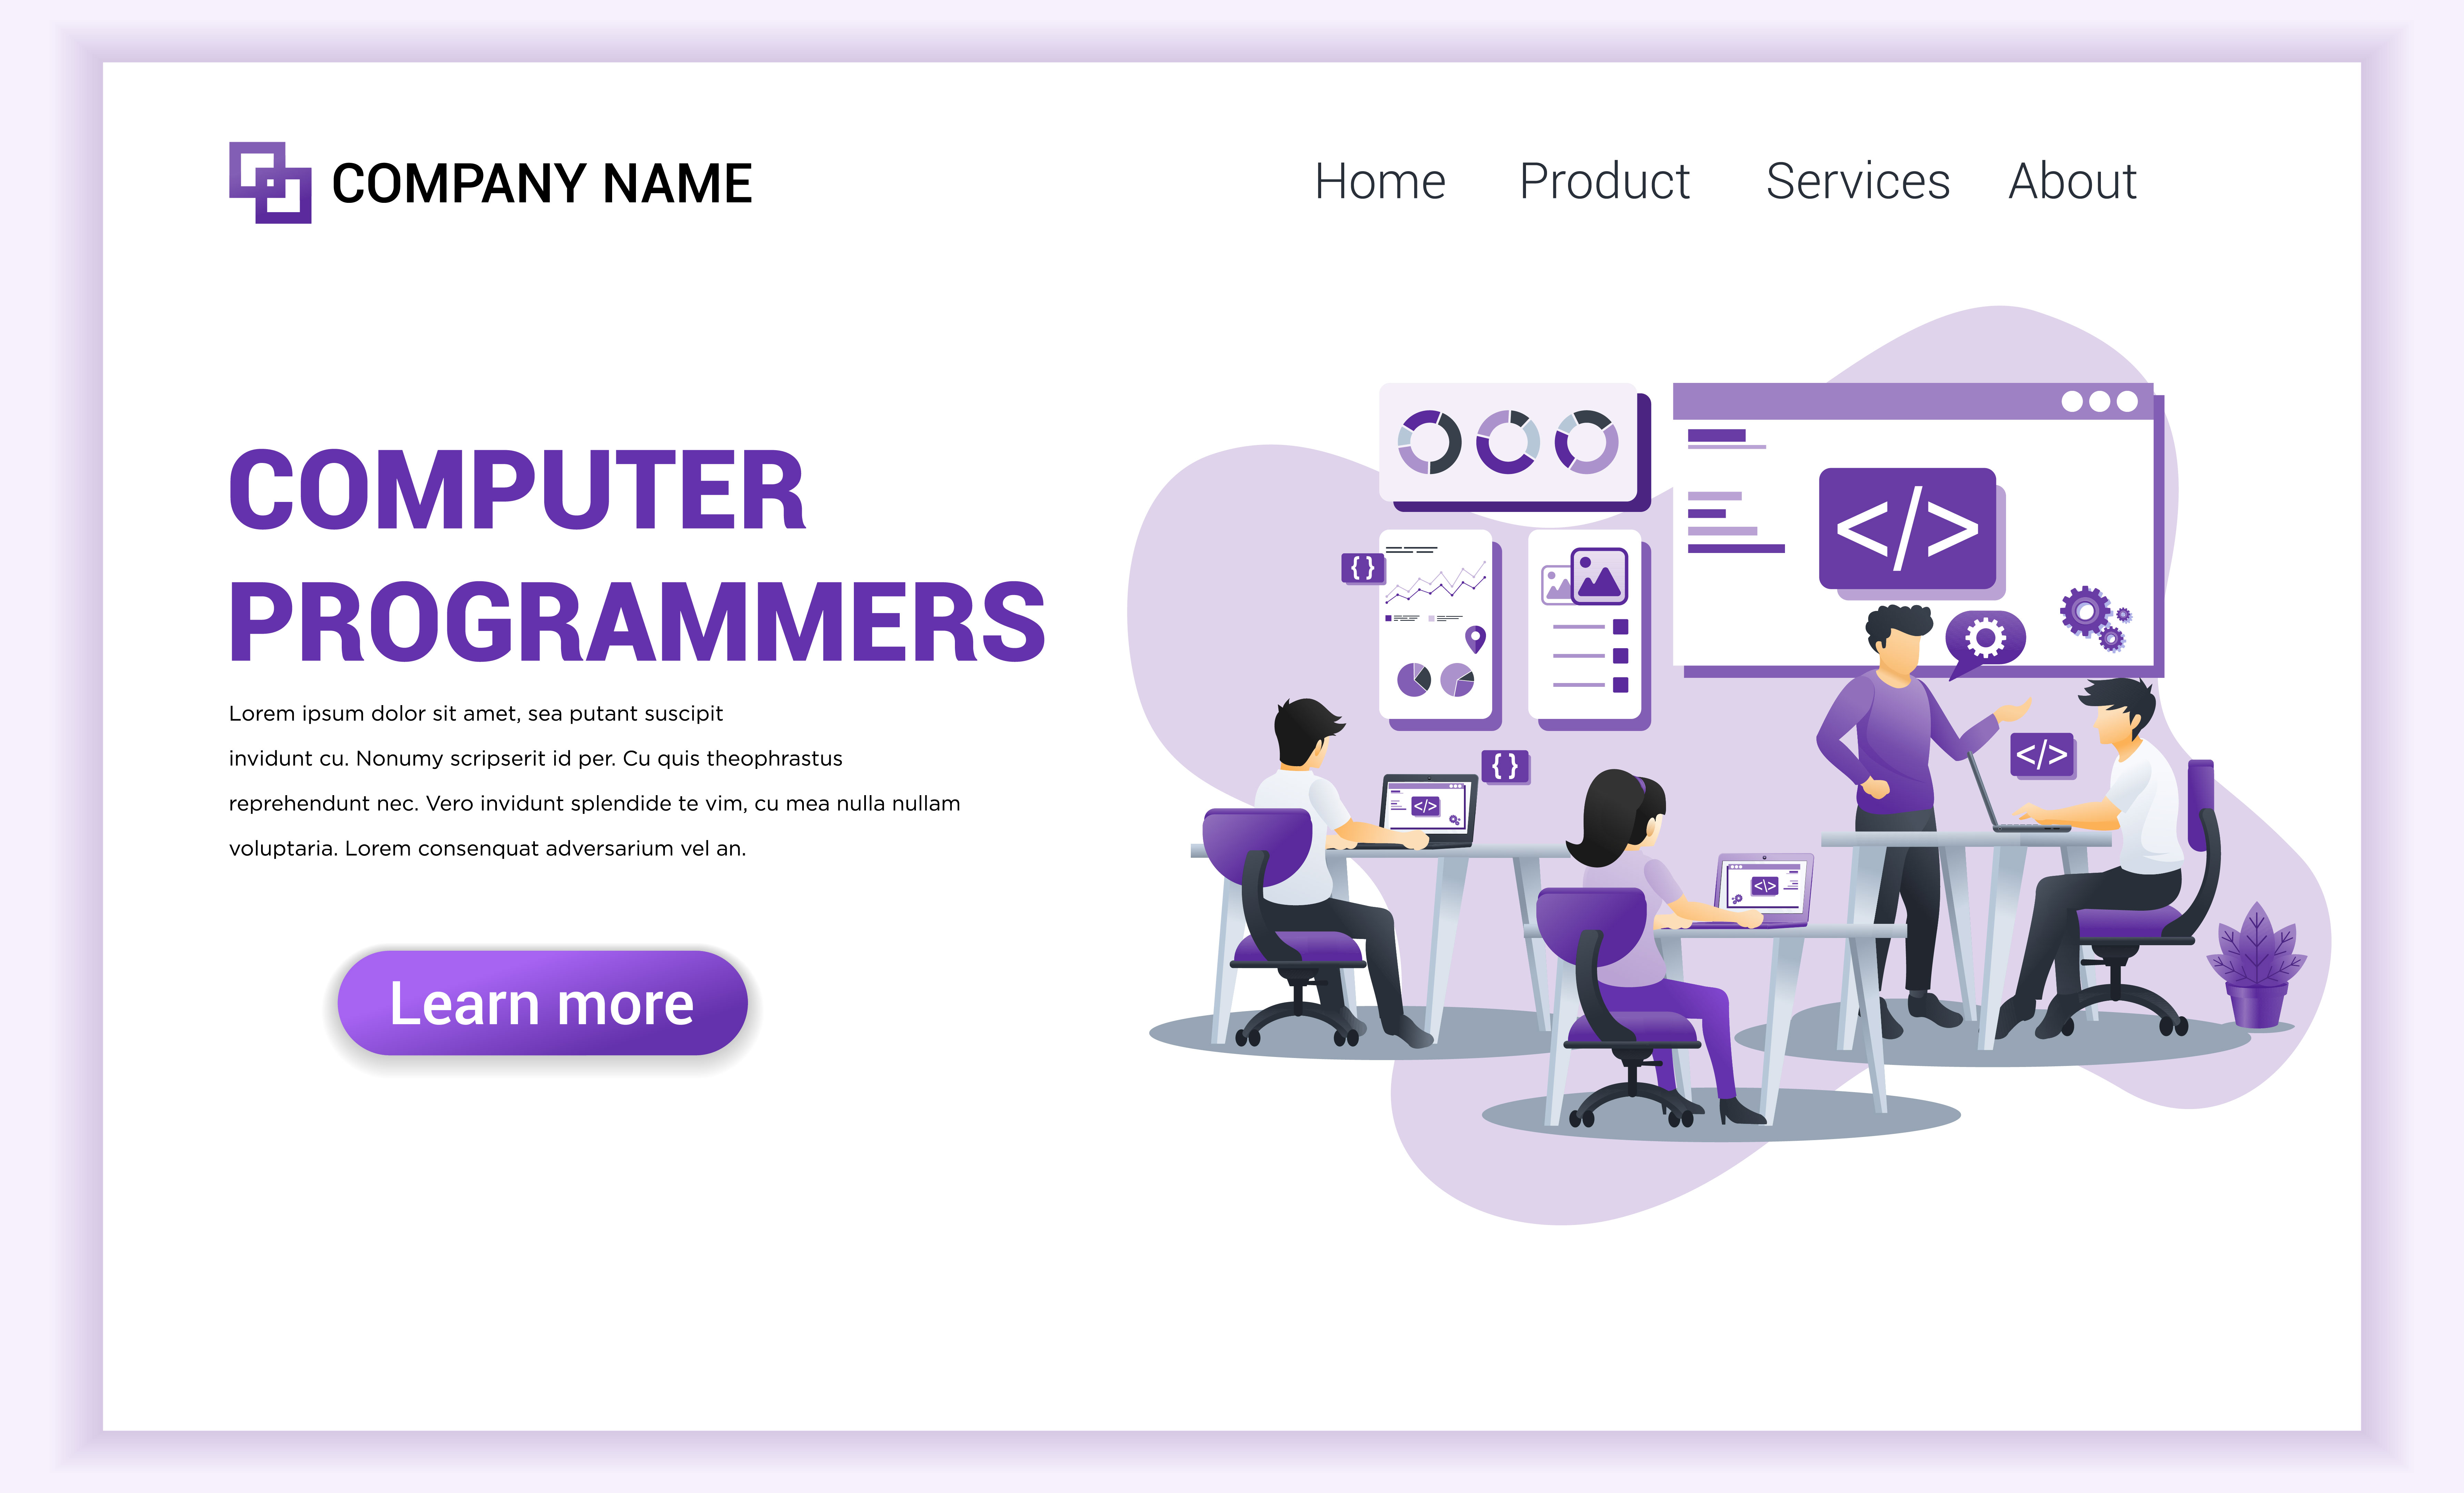 COMPANY NAME
Home Product Services About
COMPUTER
PROGRAMMERS
Lorem ipsum dolor sit amet, sea putant suscipit
invidunt cu. Nonumy scripserit id per. Cu quis theophrastus
reprehendunt nec. Vero invidunt splendide te vim, cu mea nulla nullam
voluptaria. Lorem consenquat adversarium vel an.
Learn more
</>
{ }
{ }
</>
</>
</>